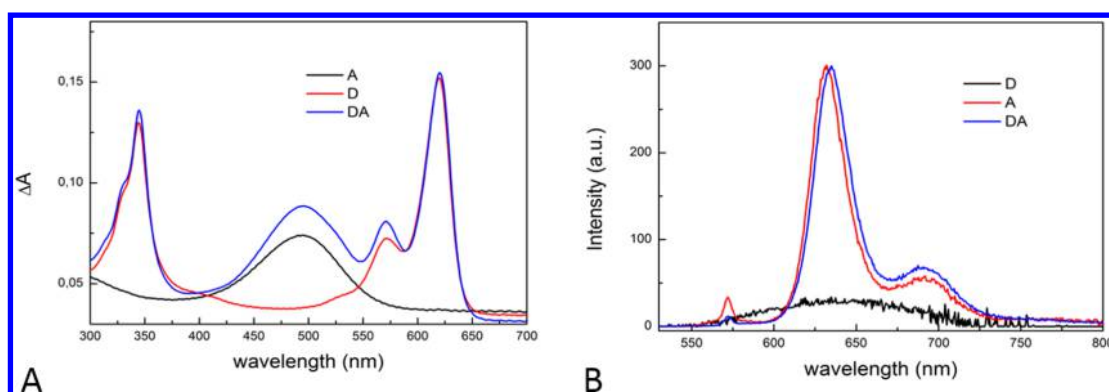 A
D
DA
0,15
0,10
0,05
ΔA
300 350 400 450 500 550 600 650 700
wavelength (nm)
A
D
A
DA
300
200
100
0
Intensity (a.u.)
550 600 650 700 750 800
wavelength (nm)
B